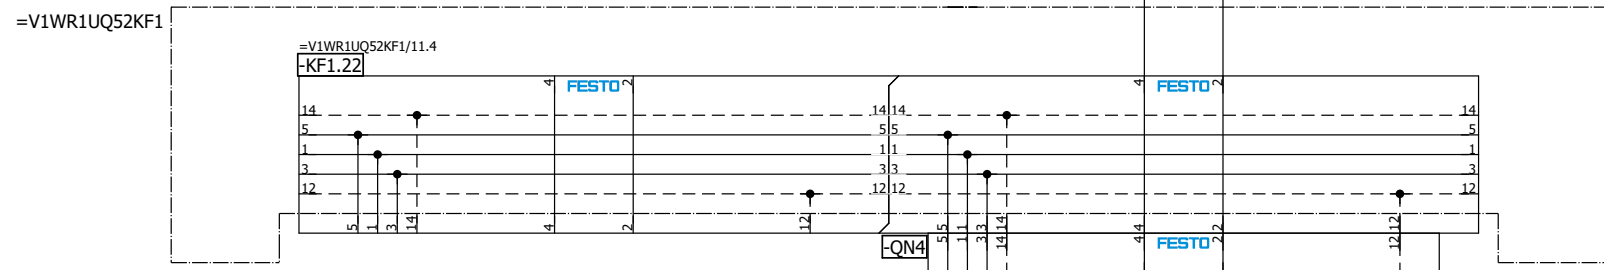 =V1WR1UQ52KF1
=V1WR1UQ52KF1/11.4
-KF1.22
4 FESTO 2 4 FESTO 2
14 14 14 14
5 5 5 5
1 1 1 1
3 3 3 3
12 12 12 12
5 1 3 14 4 2 12 5 1 3 14 4 2 12
-QN4 5 1 3 14 4 FESTO 2 12